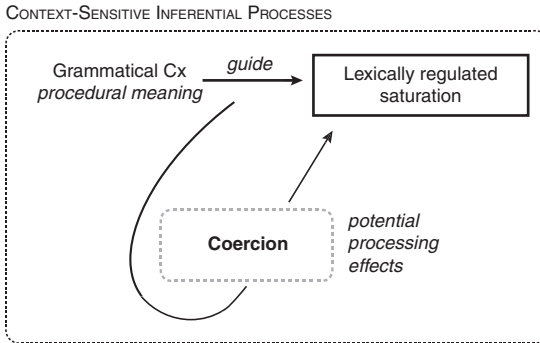 CONTEXT-SENSITIVE INFERENTIAL PROCESSES
Grammatical Cx
procedural meaning
guide
Lexically regulated
saturation
Coercion
potential
processing
effects